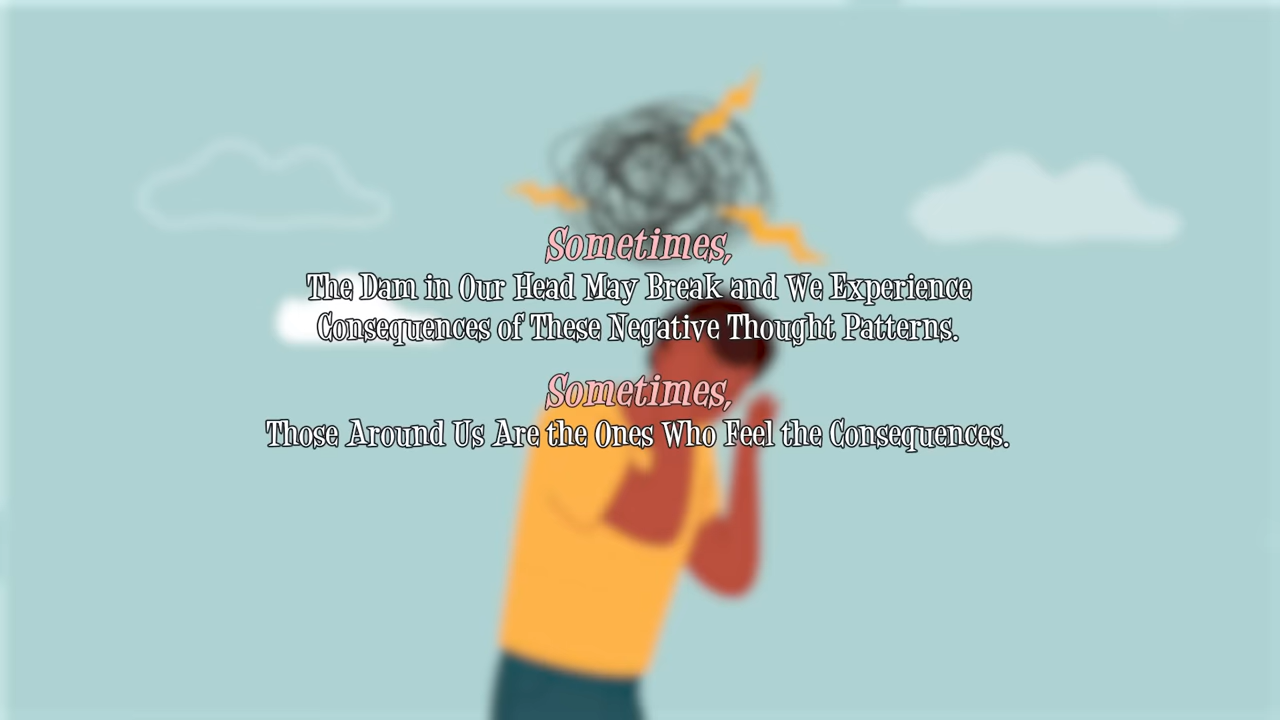 Sometimes,
The Dam in Our Head May Break and We Experience
Consequences of These Negative Thought Patterns.
Sometimes,
Those Around Us Are the Ones Who Feel the Consequences.